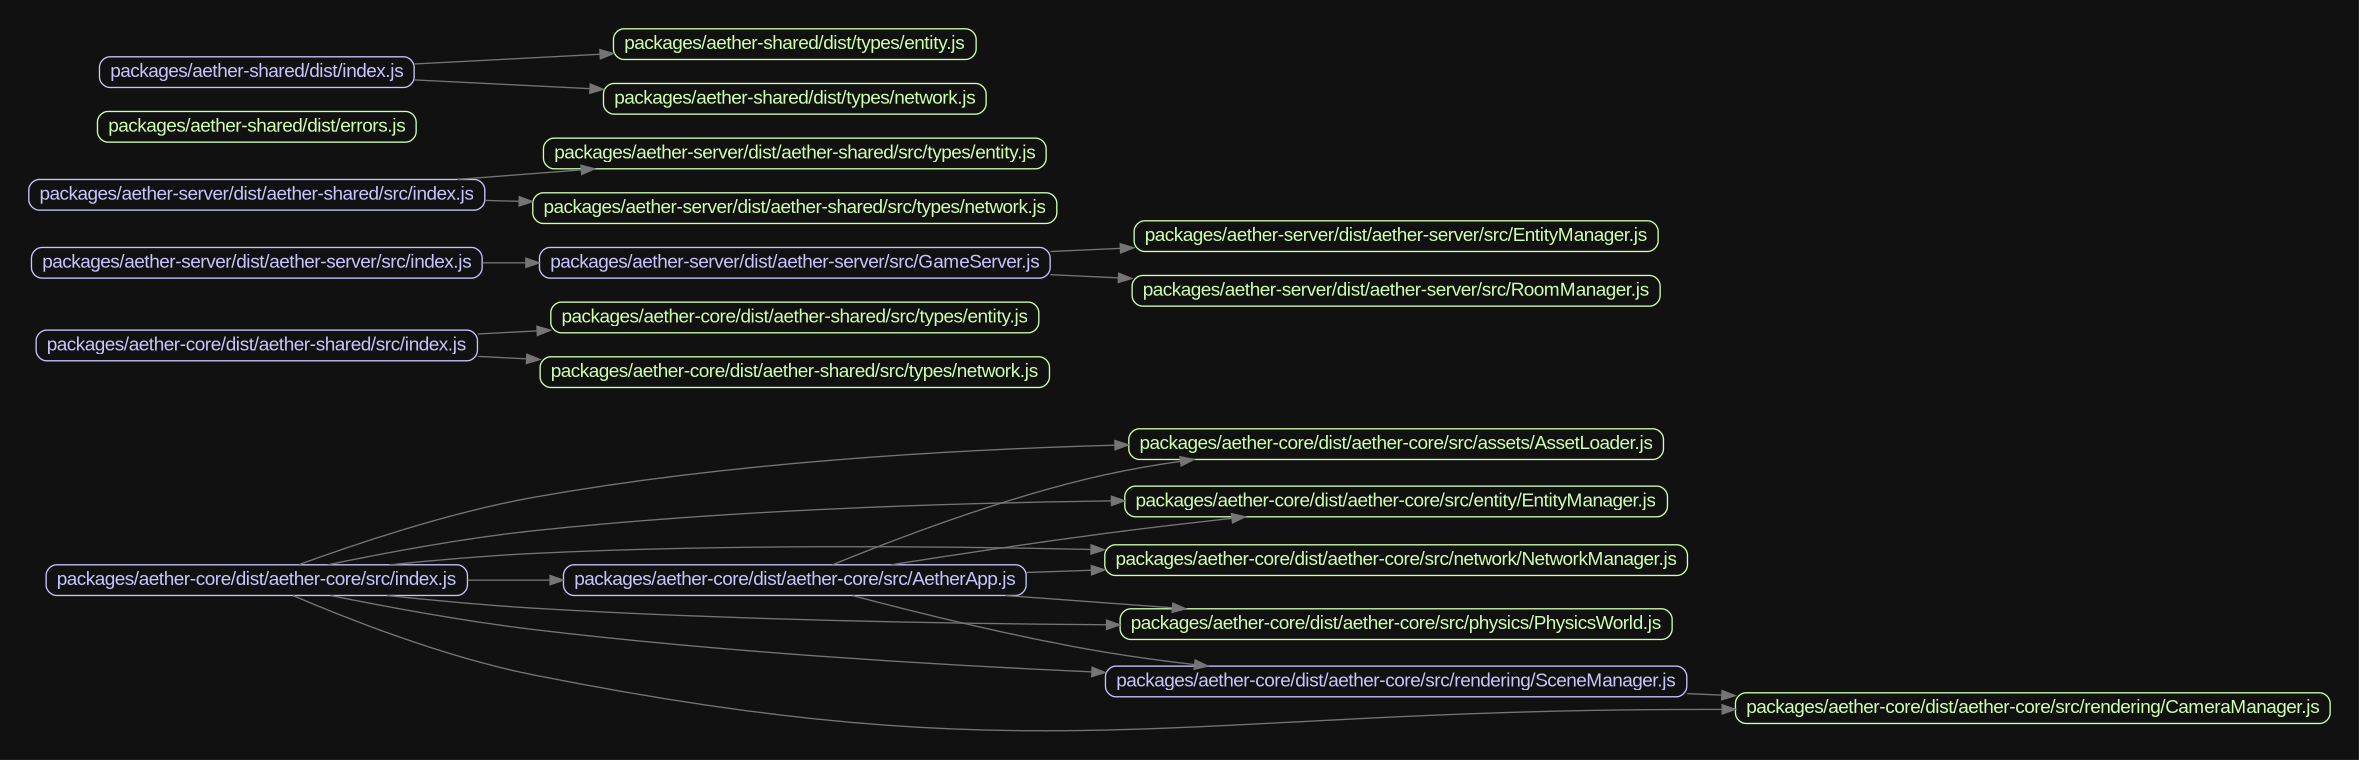 packages/aether-shared/dist/types/entity.js
packages/aether-shared/dist/index.js
packages/aether-shared/dist/types/network.js
packages/aether-shared/dist/errors.js
packages/aether-server/dist/aether-shared/src/types/entity.js
packages/aether-server/dist/aether-shared/src/index.js
packages/aether-server/dist/aether-shared/src/types/network.js
packages/aether-server/dist/aether-server/src/EntityManager.js
packages/aether-server/dist/aether-server/src/index.js
packages/aether-server/dist/aether-server/src/GameServer.js
packages/aether-server/dist/aether-server/src/RoomManager.js
packages/aether-core/dist/aether-shared/src/types/entity.js
packages/aether-core/dist/aether-shared/src/index.js
packages/aether-core/dist/aether-shared/src/types/network.js
packages/aether-core/dist/aether-core/src/assets/AssetLoader.js
packages/aether-core/dist/aether-core/src/entity/EntityManager.js
packages/aether-core/dist/aether-core/src/network/NetworkManager.js
packages/aether-core/dist/aether-core/src/index.js
packages/aether-core/dist/aether-core/src/AetherApp.js
packages/aether-core/dist/aether-core/src/physics/PhysicsWorld.js
packages/aether-core/dist/aether-core/src/rendering/SceneManager.js
packages/aether-core/dist/aether-core/src/rendering/CameraManager.js